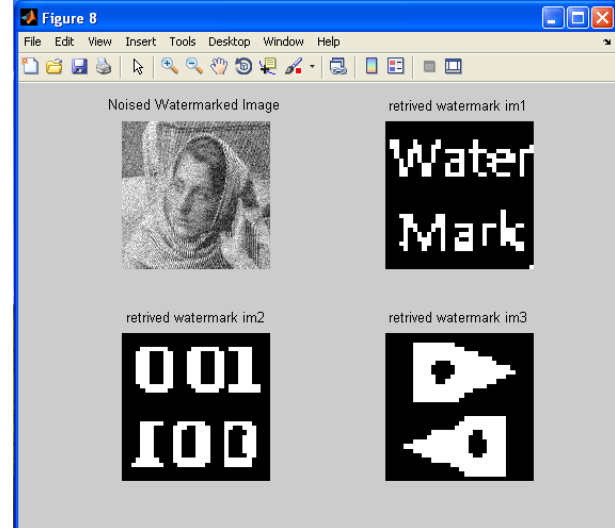 Figure 8
File Edit View Insert Tools Desktop Window Help
Noised Watermarked Image
retrived watermark im1
Water
Mark
retrived watermark im2
001
100
retrived watermark im3